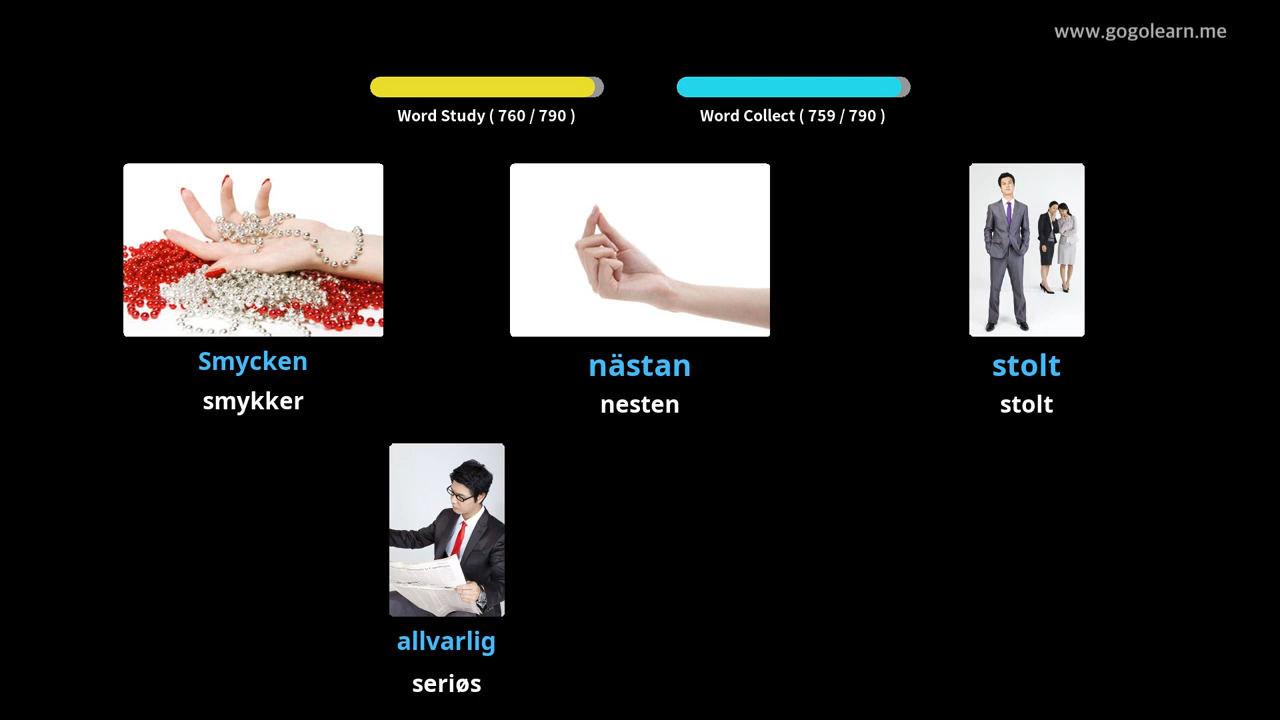 www.gogolearn.me
Word Study ( 760 / 790 )
Word Collect ( 759 / 790 )
Smycken
smykker
nästan
nesten
stolt
stolt
allvarlig
seriøs